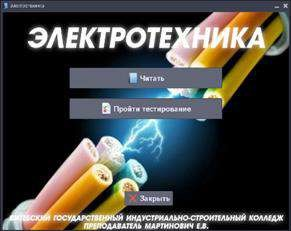 Электротехника
ЭЛЕКТРОТЕХНИКА
Читать
Пройти тестирование
Закрыть
ВИТЕБСКИЙ ГОСУДАРСТВЕННЫЙ ИНДУСТРИАЛЬНО-СТРОИТЕЛЬНЫЙ КОЛЛЕДЖ
ПРЕПОДАВАТЕЛЬ МАРТИНОВИЧ Е.В.